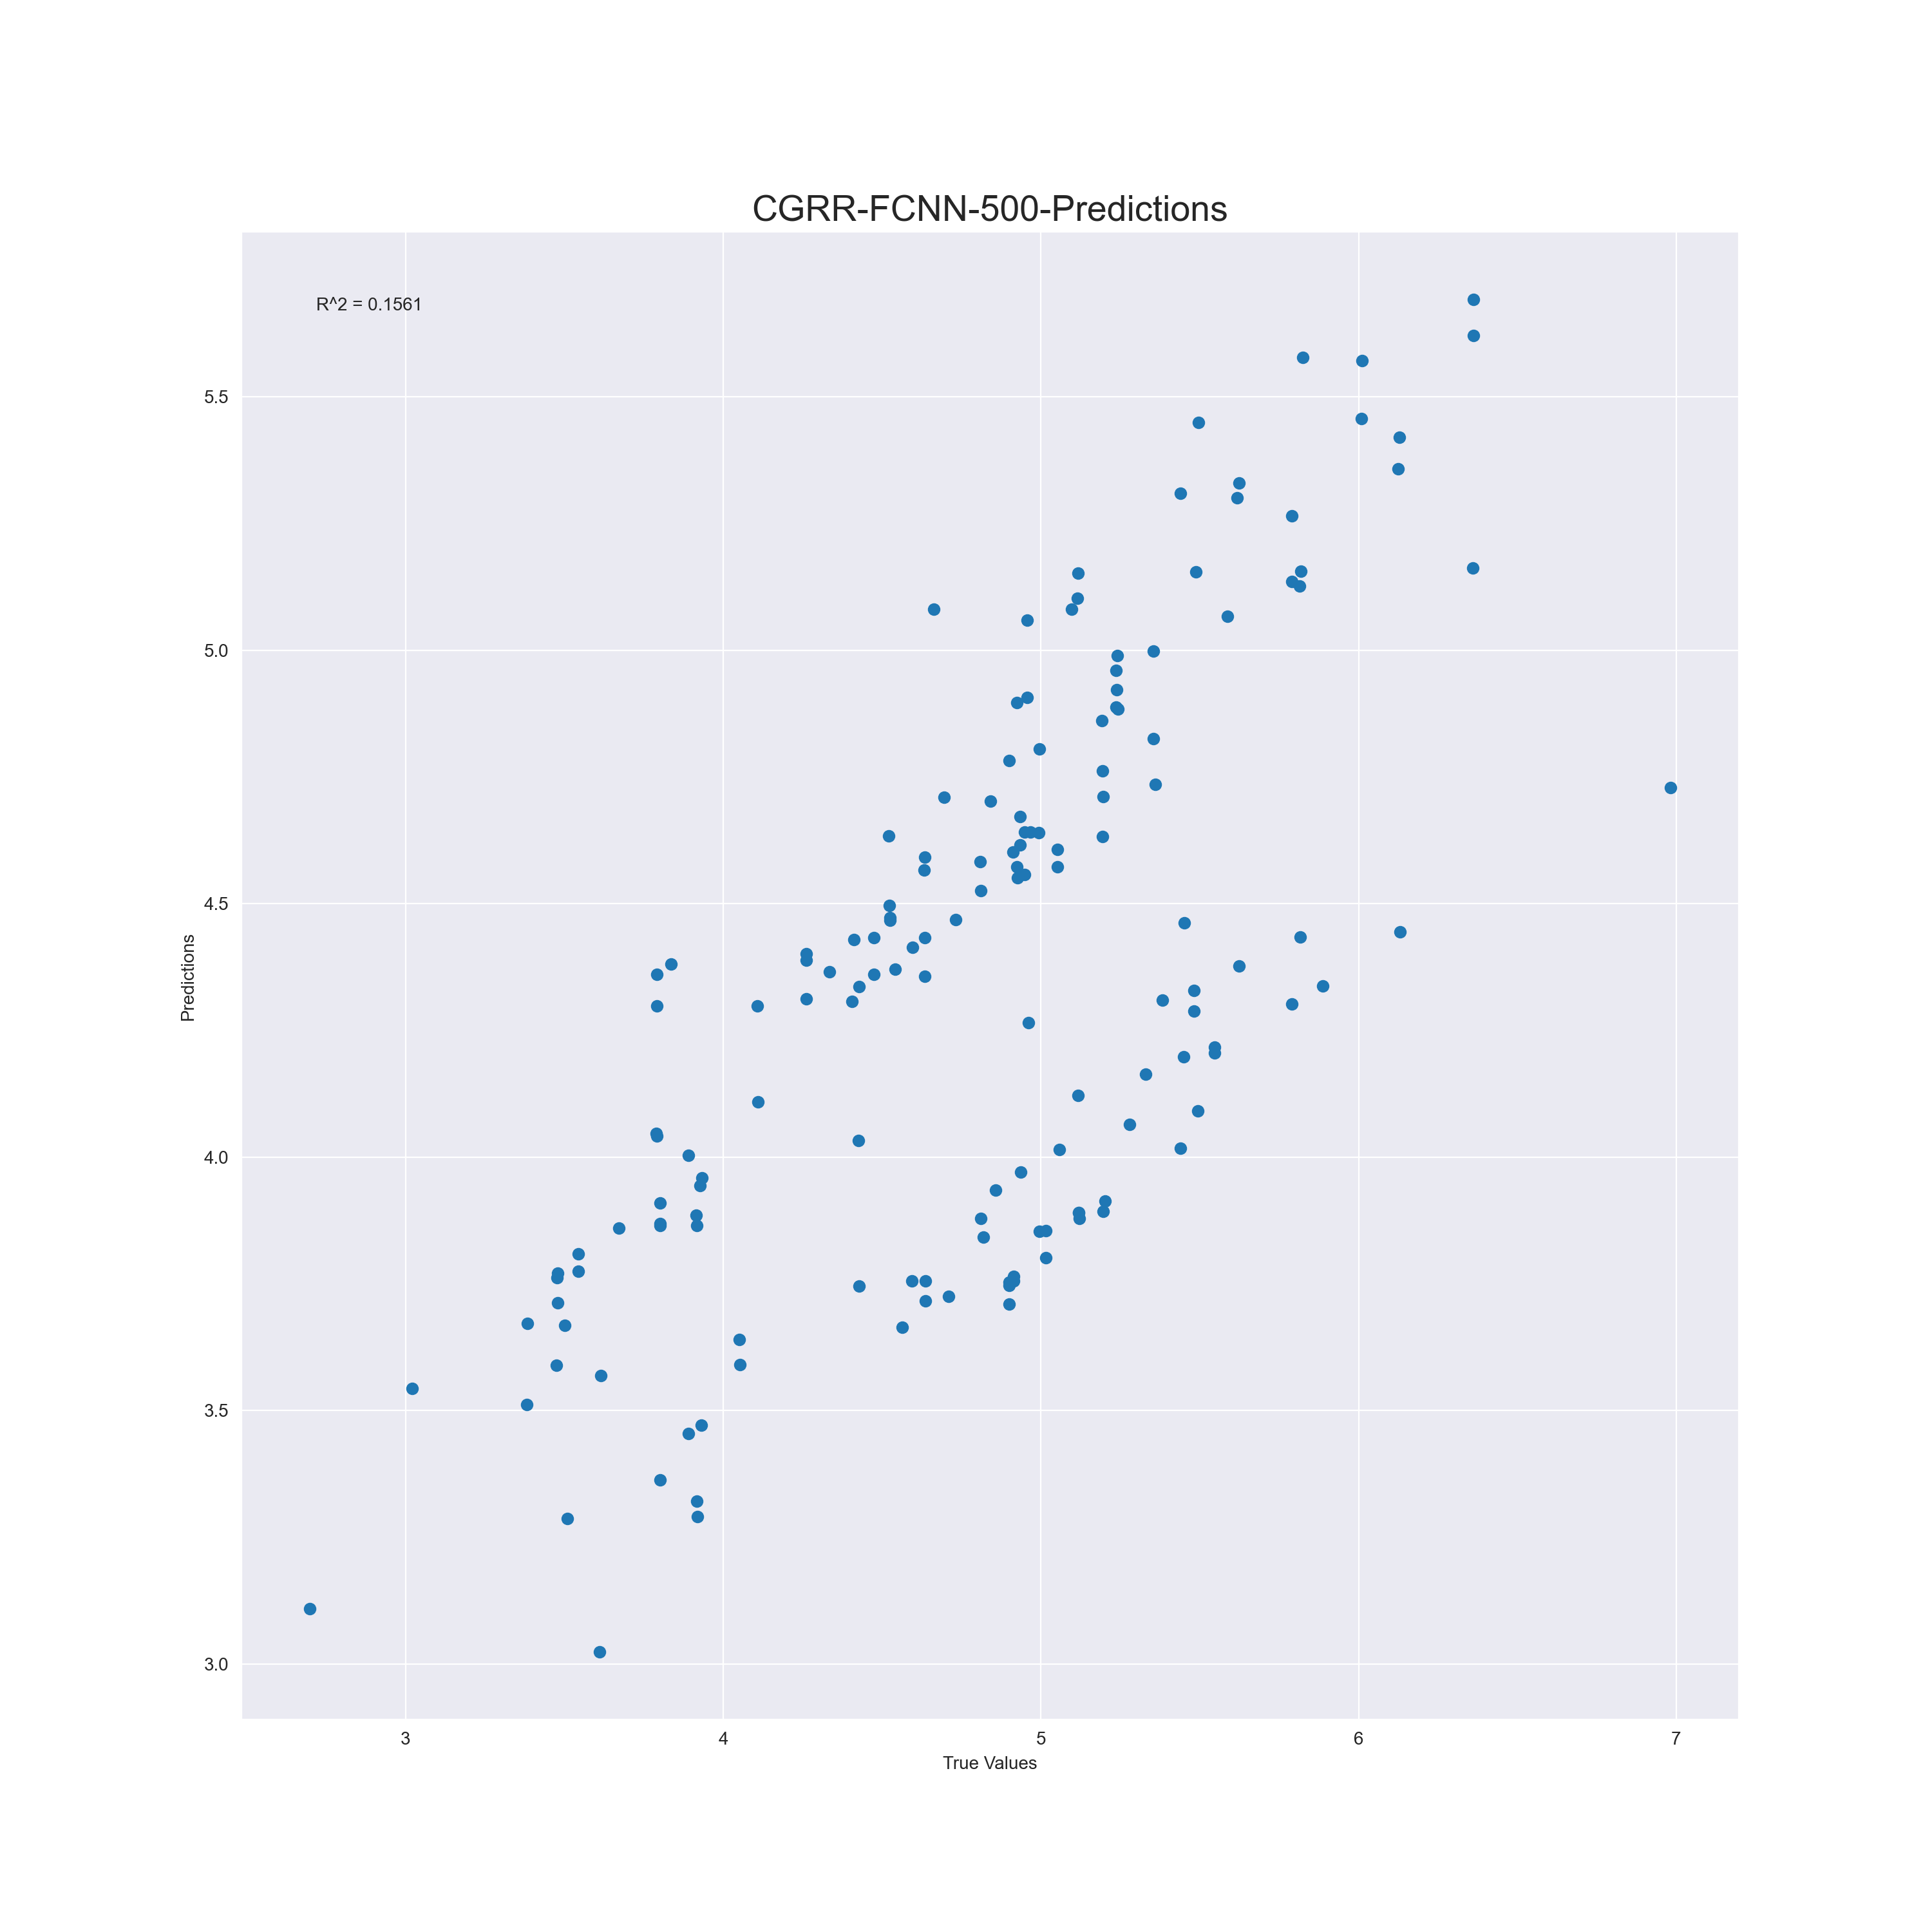 CGRR-FCNN-500-Predictions
R^2 = 0.1561
5.5
5.0
4.5
4.0
3.5
3.0
Predictions
3 4 5 6 7
True Values